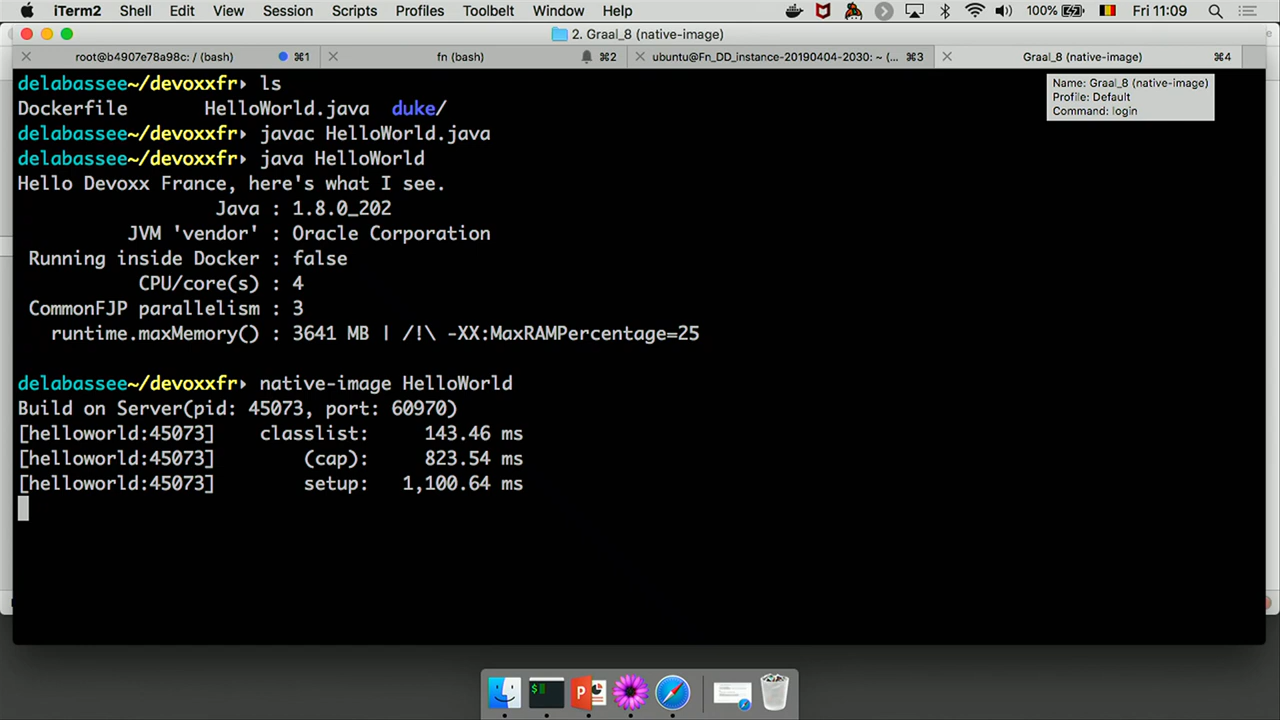 iTerm2 Shell Edit View Session Scripts Profiles Toolbelt Window Help 100% Fri 11:09
2. Graal_8 (native-image)
root@b4907e78a98c: / (bash) ⌘1 fn (bash) ⌘2 ubuntu@Fn_DD_instance-20190404-2030: ~ (... ⌘3 Graal_8 (native-image) ⌘4
Name: Graal_8 (native-image)
Profile: Default
Command: login
delabassee~/devoxxfr▸ ls
Dockerfile HelloWorld.java duke/
delabassee~/devoxxfr▸ javac HelloWorld.java
delabassee~/devoxxfr▸ java HelloWorld
Hello Devoxx France, here's what I see.
Java : 1.8.0_202
JVM 'vendor' : Oracle Corporation
Running inside Docker : false
CPU/core(s) : 4
CommonFJP parallelism : 3
runtime.maxMemory() : 3641 MB | /!\ -XX:MaxRAMPercentage=25
delabassee~/devoxxfr▸ native-image HelloWorld
Build on Server(pid: 45073, port: 60970)
[helloworld:45073] classlist: 143.46 ms
[helloworld:45073] (cap): 823.54 ms
[helloworld:45073] setup: 1,100.64 ms